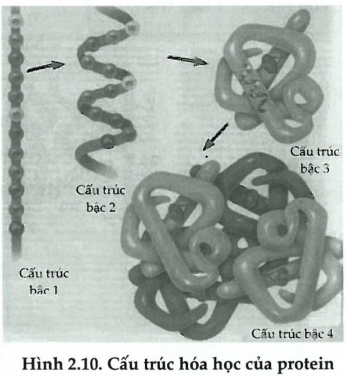 Cấu trúc
bậc 3
Cấu trúc
bậc 2
Cấu trúc
bậc 1
Cấu trúc bậc 4
Hình 2.10. Cấu trúc hóa học của protein